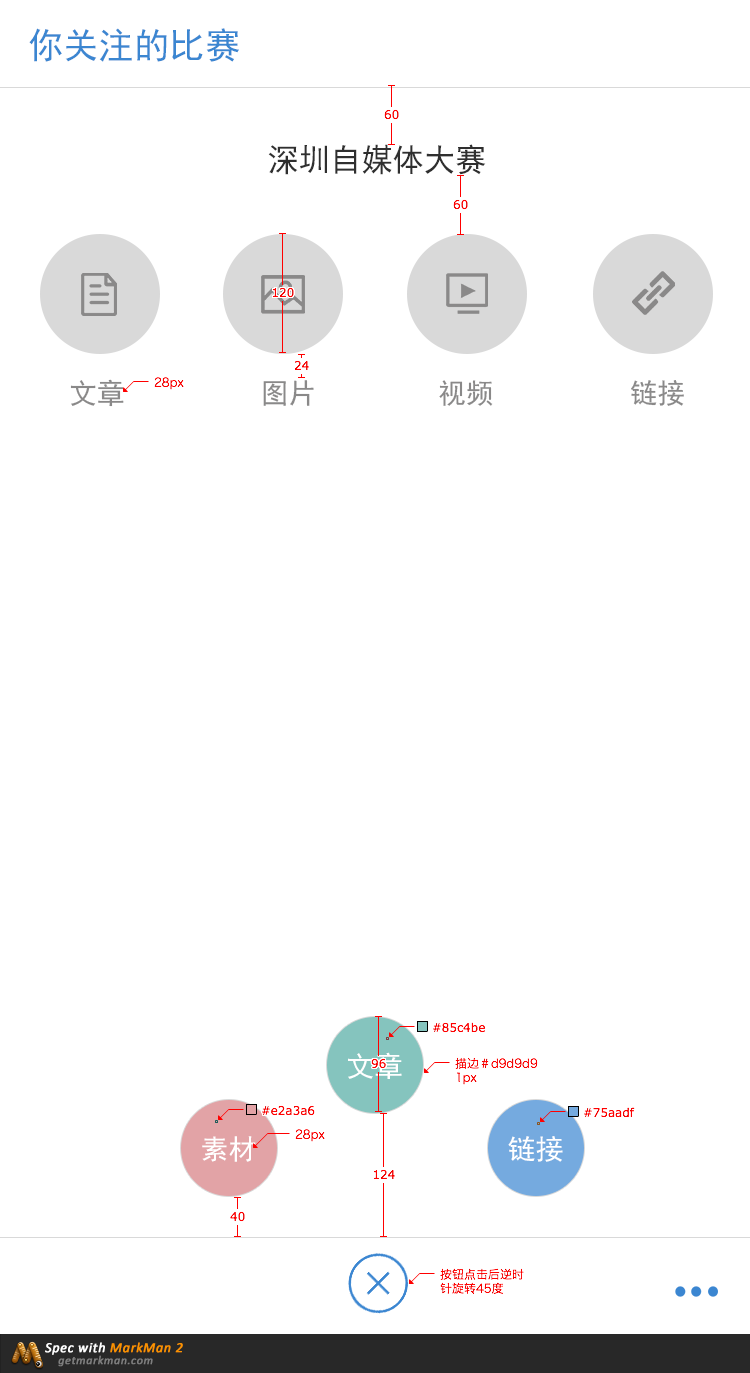 你关注的比赛
60
深圳自媒体大赛
60
120
24
文章
28px
图片
视频
链接
#85c4be
文章
96
描边#d9d9d9
1px
#e2a3a6
#75aadf
素材
28px
链接
124
40
按钮点击后逆时
针旋转45度
Spec with MarkMan 2
getmarkman.com